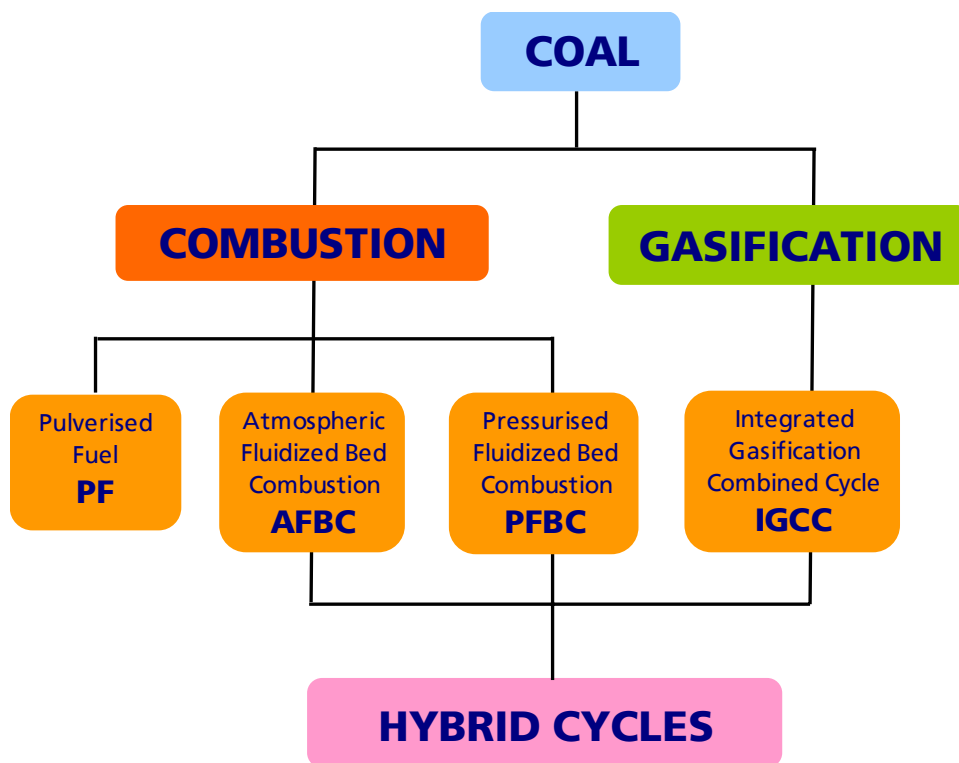 COAL
COMBUSTION
GASIFICATION
Pulverised
Fuel
PF
Atmospheric
Fluidized Bed
Combustion
AFBC
Pressurised
Fluidized Bed
Combustion
PFBC
Integrated
Gasification
Combined Cycle
IGCC
HYBRID CYCLES